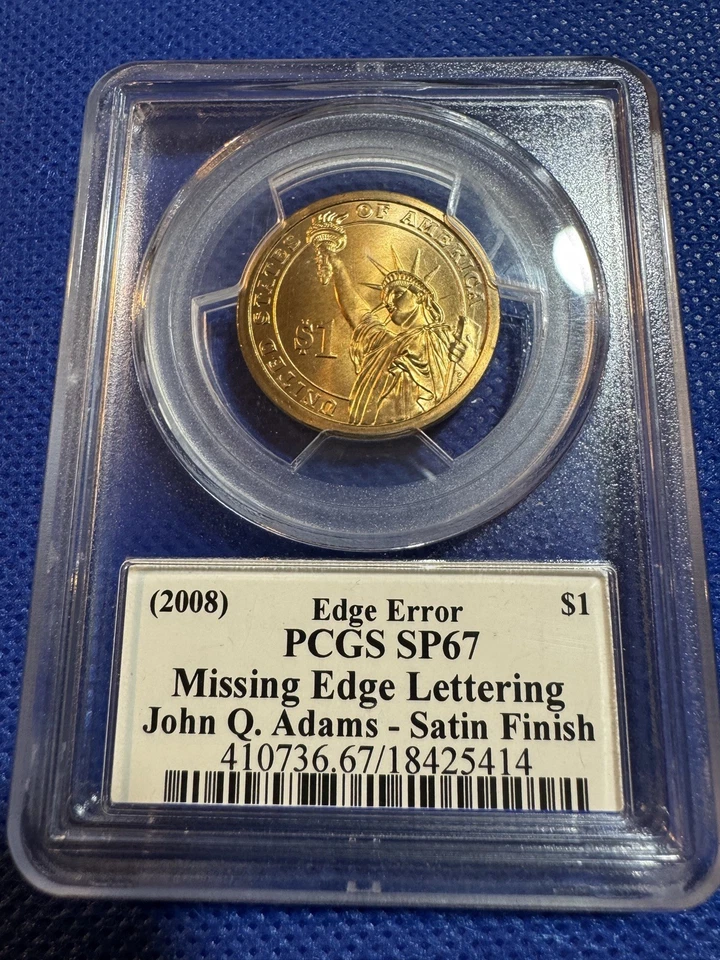 UNITED STATES OF AMERICA
$1
(2008) Edge Error $1
PCGS SP67
Missing Edge Lettering
John Q. Adams - Satin Finish
410736.67/18425414